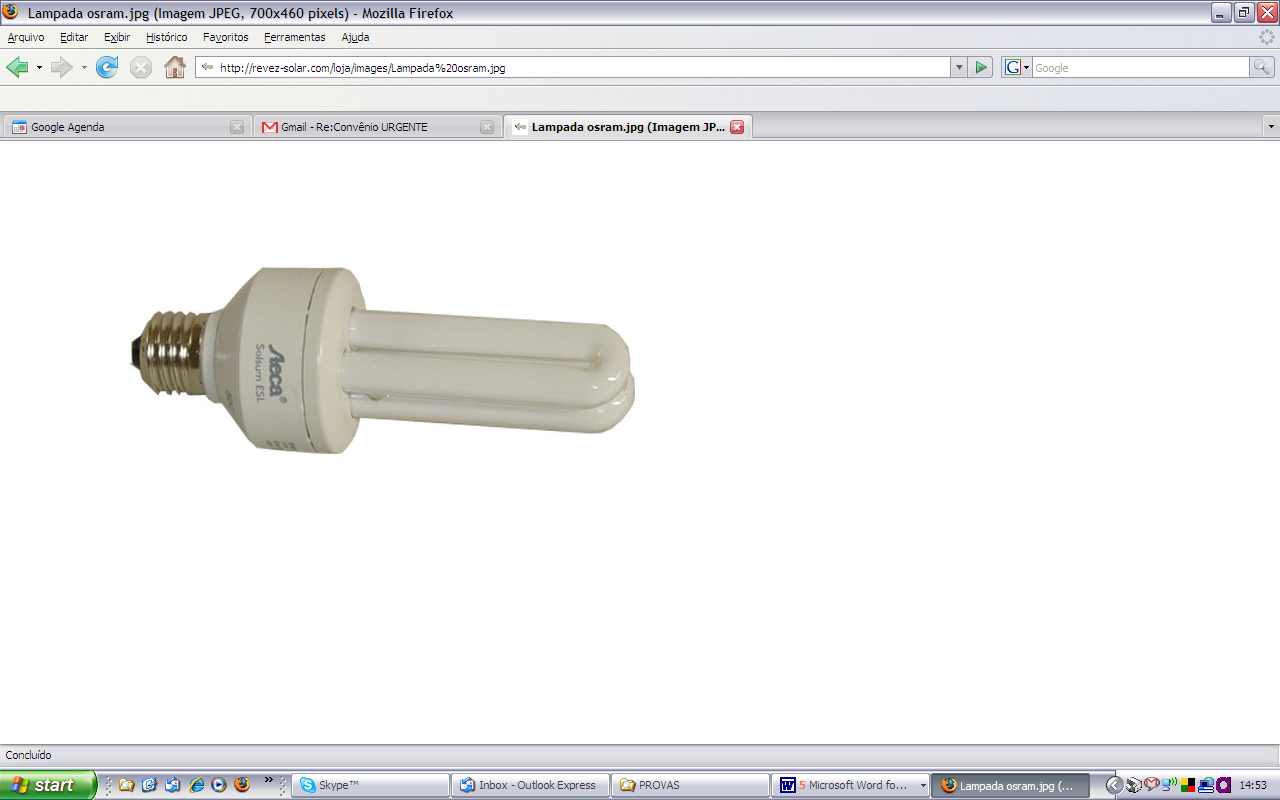 Lampada osram.jpg (Imagem JPEG, 700x460 pixels) - Mozilla Firefox
Arquivo Editar Exibir Histórico Favoritos Ferramentas Ajuda
http://revez-solar.com/loja/images/Lampada%20osram.jpg
G Google
Google Agenda
Gmail - Re:Convênio URGENTE
Lampada osram.jpg (Imagem JP...
Steca®
Solsum ESL
Concluído
start
Skype™
Inbox - Outlook Express
PROVAS
5 Microsoft Word fo...
Lampada osram.jpg (...
14:53